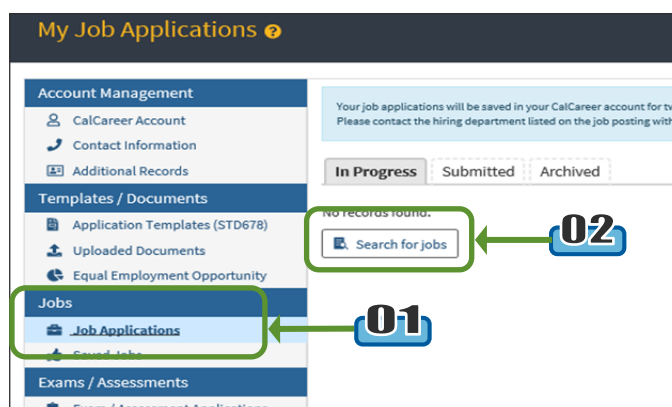 My Job Applications ?
Account Management
CalCareer Account
Contact Information
Additional Records
Templates / Documents
Application Templates (STD678)
Uploaded Documents
Equal Employment Opportunity
Jobs
Job Applications
Saved Jobs
Exams / Assessments
Exam / Assessment Applications
Your job applications will be saved in your CalCareer account for tw
Please contact the hiring department listed on the job posting with
In Progress Submitted Archived
No records found.
Search for jobs
02
01